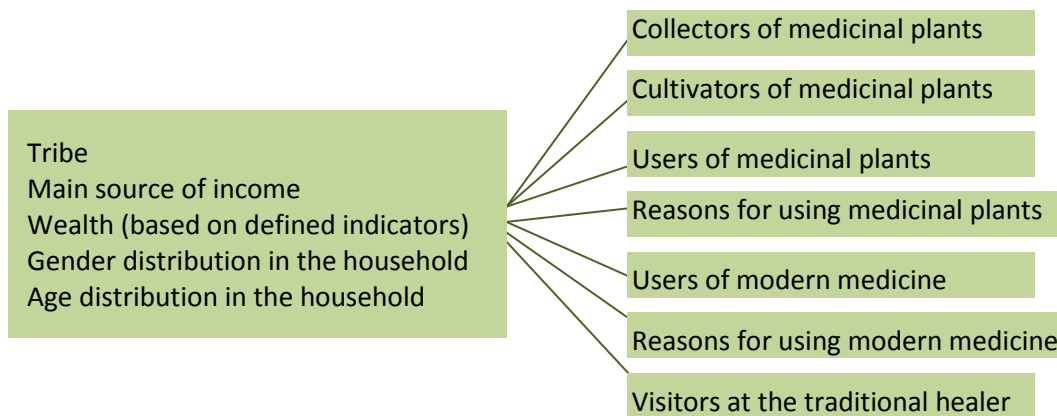 Tribe
Main source of income
Wealth (based on defined indicators)
Gender distribution in the household
Age distribution in the household
Collectors of medicinal plants
Cultivators of medicinal plants
Users of medicinal plants
Reasons for using medicinal plants
Users of modern medicine
Reasons for using modern medicine
Visitors at the traditional healer